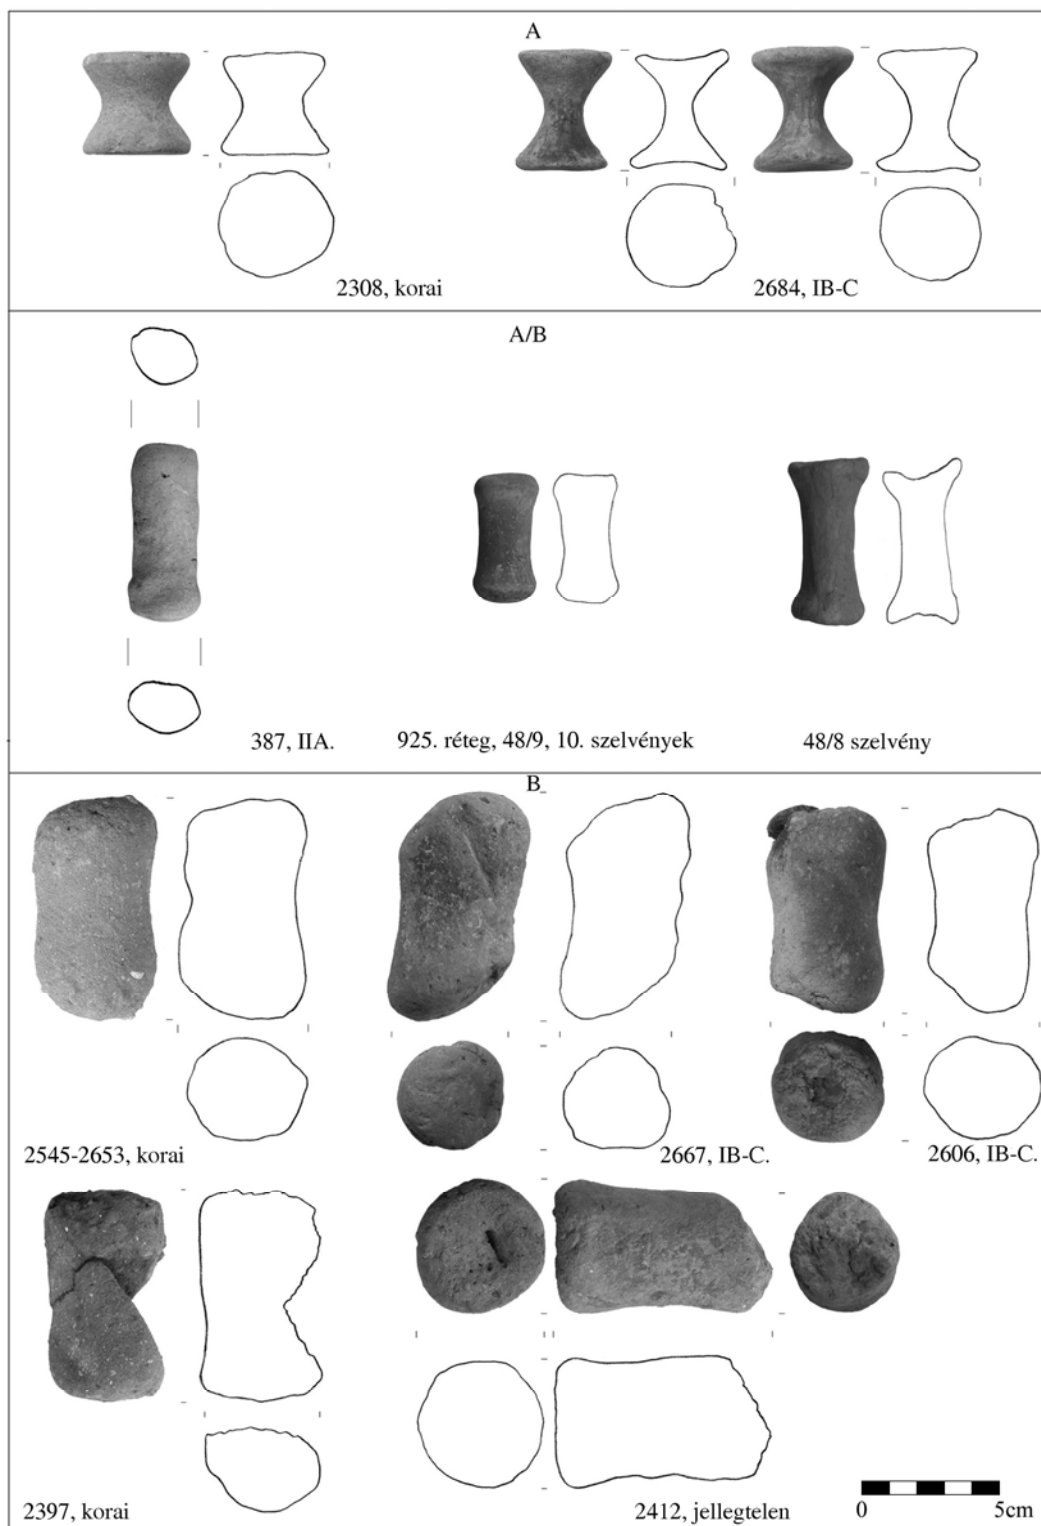 A
2308, korai
2684, IB-C
A/B
387, IIA.
925. réteg, 48/9, 10. szelvények
48/8 szelvény
B
2545-2653, korai
2667, IB-C.
2606, IB-C.
2397, korai
2412, jellegtelen
0 5cm